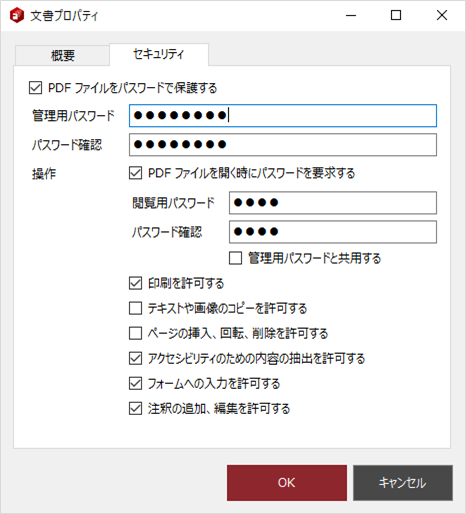 文書プロパティ
概要
セキュリティ
PDF ファイルをパスワードで保護する
管理用パスワード ●●●●●●●●
パスワード確認 ●●●●●●●●
操作 PDF ファイルを開く時にパスワードを要求する
閲覧用パスワード ●●●●
パスワード確認 ●●●●
管理用パスワードと共用する
印刷を許可する
テキストや画像のコピーを許可する
ページの挿入、回転、削除を許可する
アクセシビリティのための内容の抽出を許可する
フォームへの入力を許可する
注釈の追加、編集を許可する
OK
キャンセル